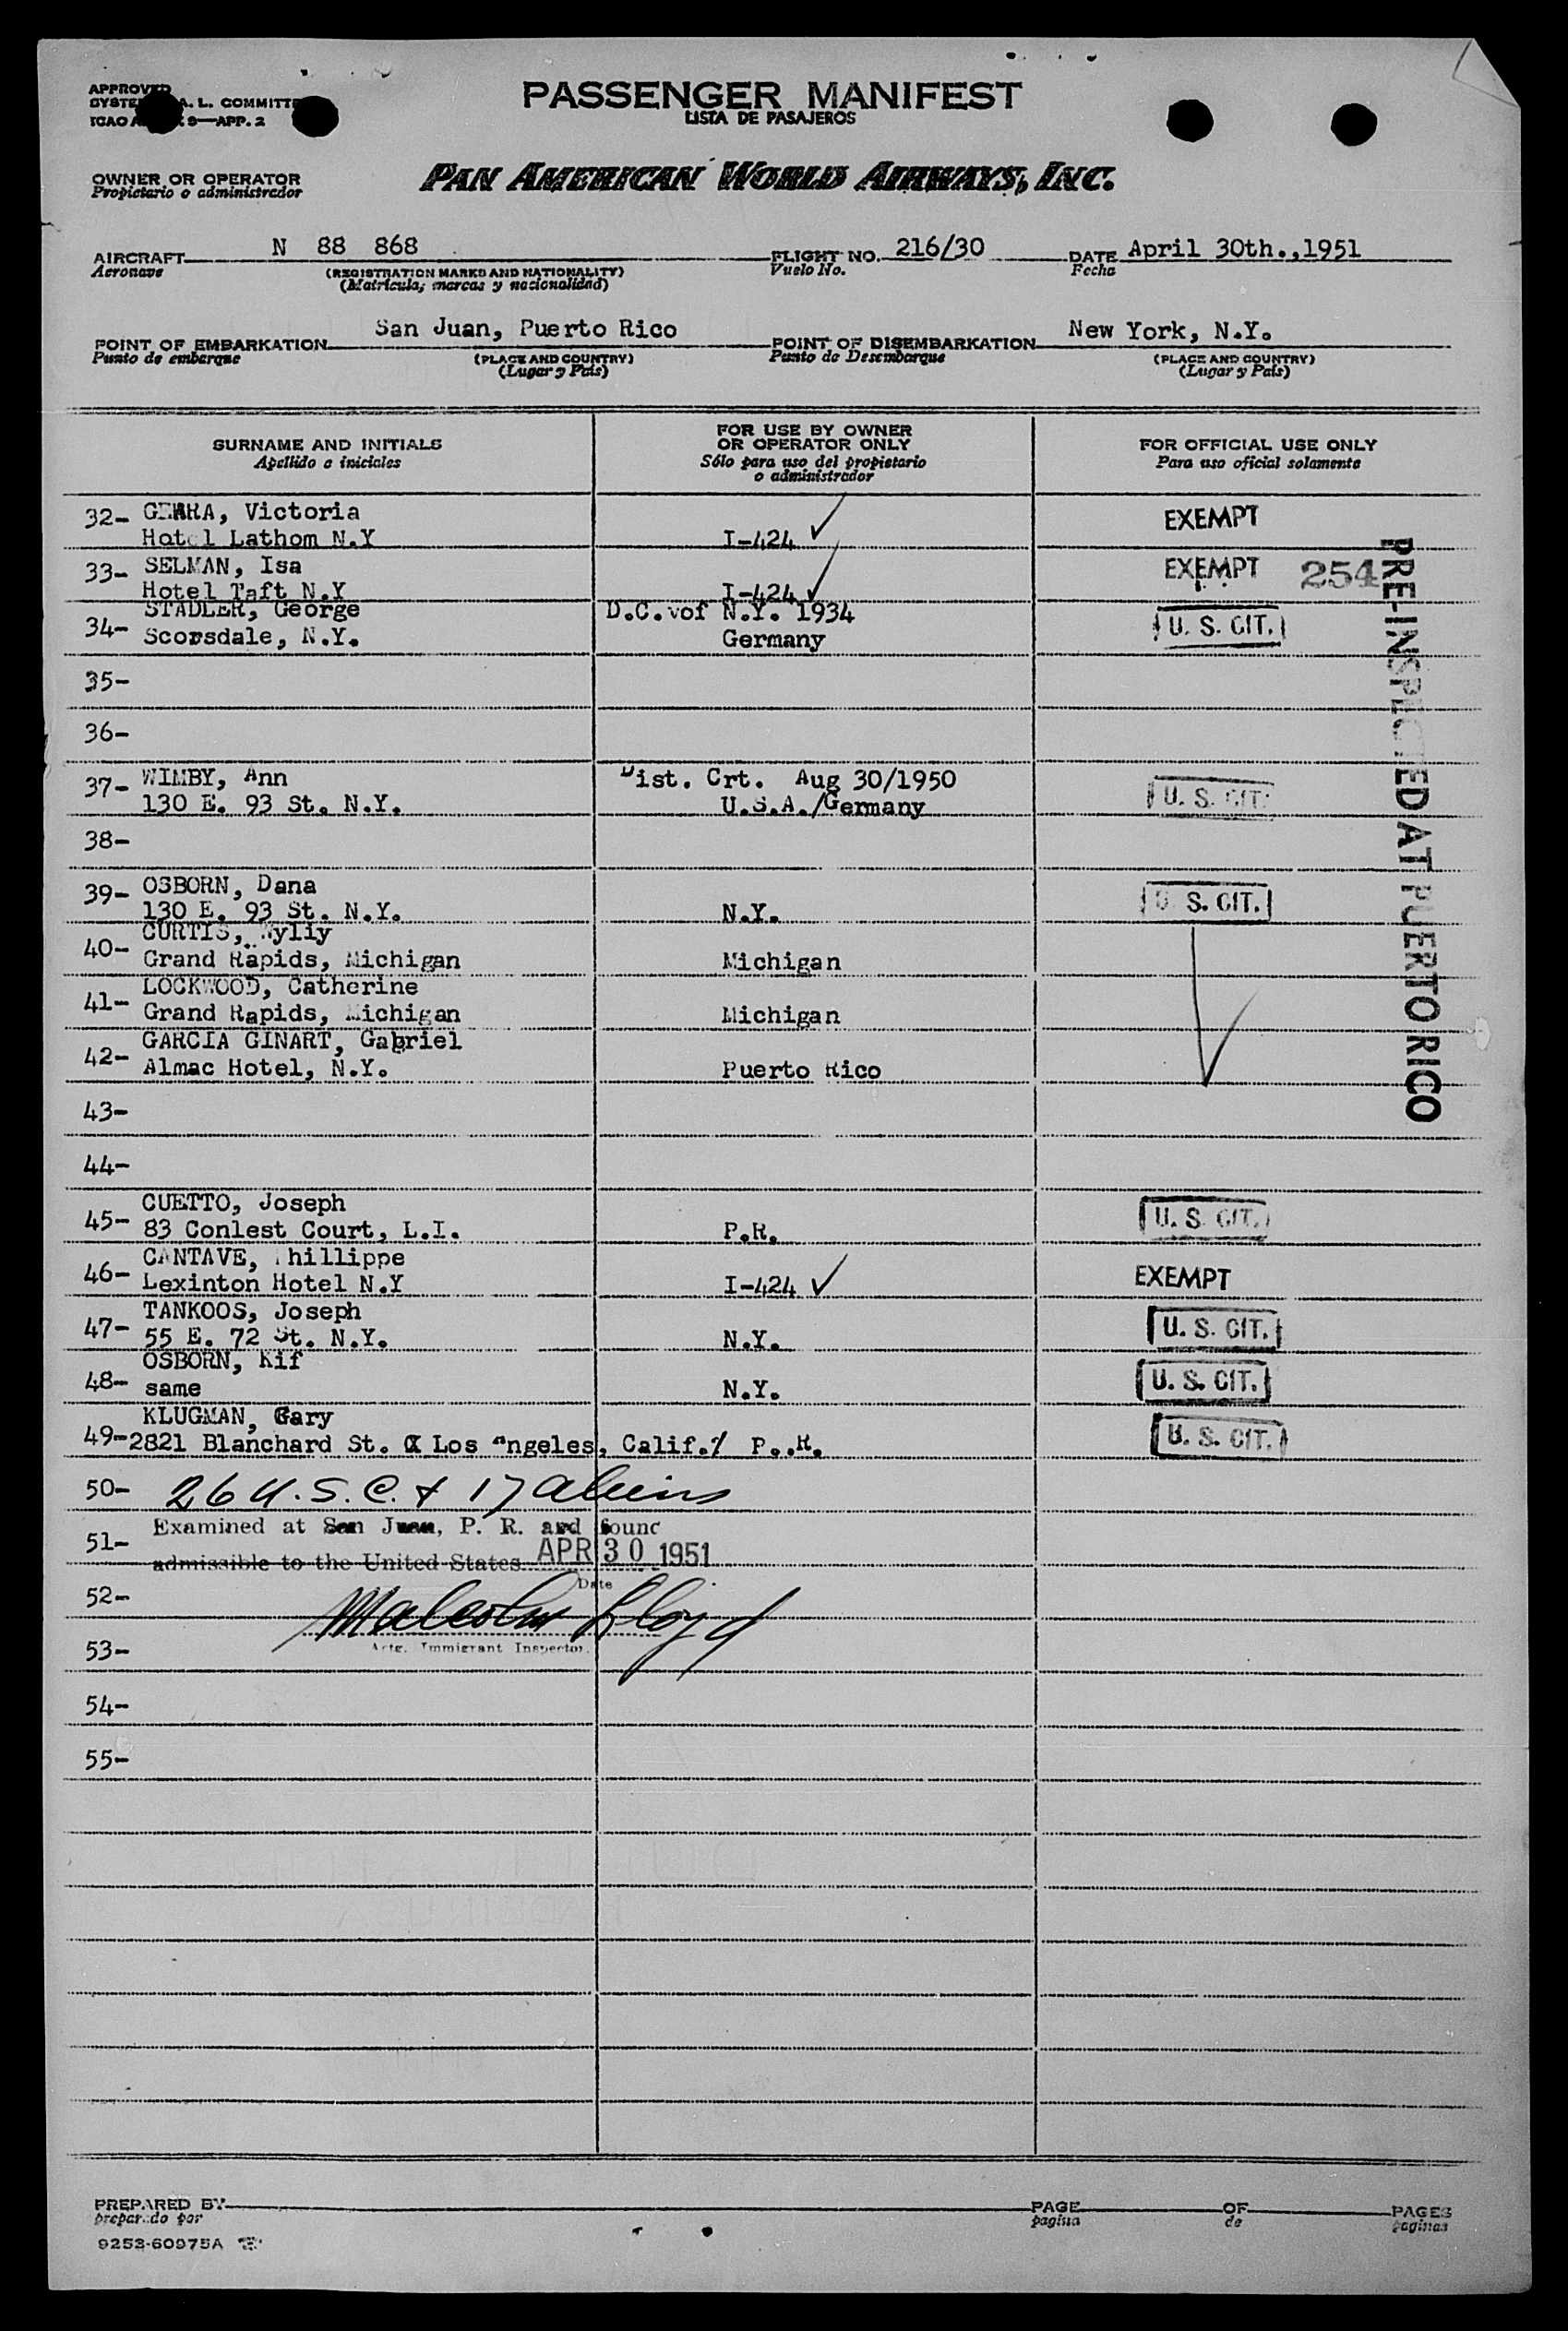 PASSENGER MANIFEST
LISTA DE PASAJEROS
APPROVED
A. L. COMMITTE
ICAO 9—APP. 2
OWNER OR OPERATOR
Propietario o administrador
PAN AMERICAN WORLD AIRWAYS, INC.
AIRCRAFT N 88 868 FLIGHT NO. 216/30 DATE April 30th.,1951
Aeronave (REGISTRATION MARKS AND NATIONALITY) Vuelo No. Fecha
(Matrícula, marcas y nacionalidad)
POINT OF EMBARKATION San Juan, Puerto Rico POINT OF DISEMBARKATION New York, N.Y.
Punto de embarque (PLACE AND COUNTRY) Punto de Desembarque (PLACE AND COUNTRY)
(Lugar y País) (Lugar y País)
SURNAME AND INITIALS
Apellido e iniciales
FOR USE BY OWNER
OR OPERATOR ONLY
Sólo para uso del propietario
o administrador
FOR OFFICIAL USE ONLY
Para uso oficial solamente
32- Victoria EXEMPT
Hotel Lathom N.Y I-424
33- SELMAN, Isa EXEMPT 254
Hotel Taft N.Y I-424
34- STADLER, George D.C. of N.Y. 1934 U. S. CIT.
Scorsdale, N.Y. Germany
35-
36-
37- WIMBY, Ann Dist. Crt. Aug 30/1950 U. S. CIT.
130 E. 93 St. N.Y. U.S.A./Germany
38-
39- OSBORN, Dana U. S. CIT.
130 E. 93 St. N.Y. N.Y.
40- CURTIS,
Grand Rapids, Michigan Michigan
41- LOCKWOOD, Catherine
Grand Rapids, Michigan Michigan
42- GARCIA GINART, Gabriel
Almac Hotel, N.Y. Puerto Rico
43-
44-
45- CUETTO, Joseph U. S. CIT.
83 Conlest Court, L.I. P.R.
46- CANTAVE, Phillippe EXEMPT
Lexinton Hotel N.Y I-424
47- TANKOOS, Joseph U. S. CIT.
55 E. 72 St. N.Y. N.Y.
48- OSBORN, Kif U. S. CIT.
same N.Y.
49- KLUGMAN, Gary U. S. CIT.
2821 Blanchard St. Los Angeles, Calif./ P..R.
50- 26 U.S.C. & 17 aliens
51- Examined at San Juan, P. R. and found
admissible to the United States APR 30 1951
Date
52- Malcolm Lloyd
53- Actg. Immigrant Inspector.
54-
55-
PRE-INSPECTED AT PUERTO RICO
PREPARED BY PAGE OF PAGES
preparado por pagina de paginas
9253-60975A